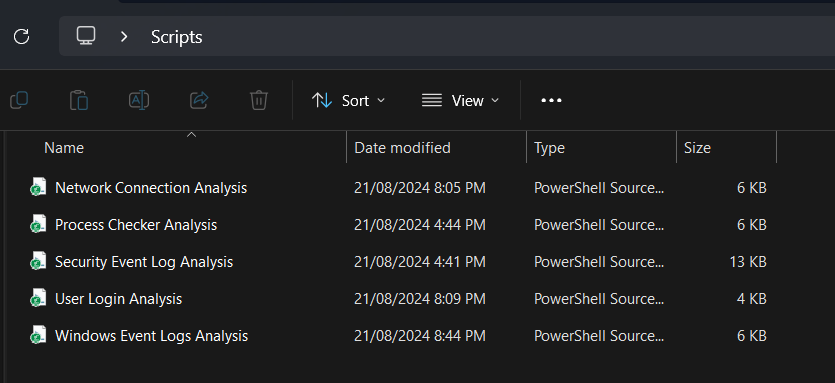 Scripts
Sort View
Name Date modified Type Size
Network Connection Analysis 21/08/2024 8:05 PM PowerShell Source... 6 KB
Process Checker Analysis 21/08/2024 4:44 PM PowerShell Source... 6 KB
Security Event Log Analysis 21/08/2024 4:41 PM PowerShell Source... 13 KB
User Login Analysis 21/08/2024 8:09 PM PowerShell Source... 4 KB
Windows Event Logs Analysis 21/08/2024 8:44 PM PowerShell Source... 6 KB